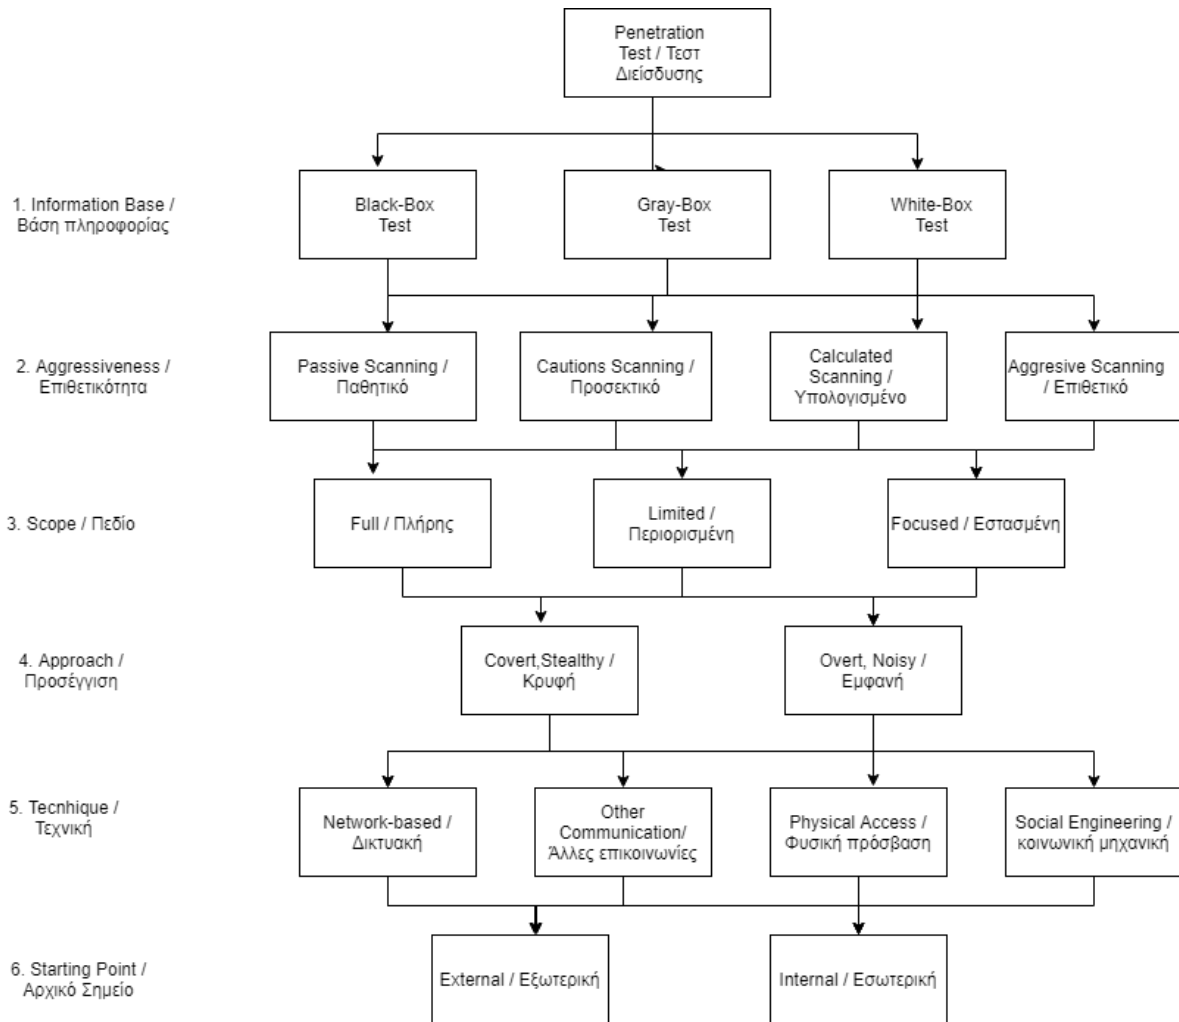 Penetration
Test / Τεστ
Διείσδυσης
1. Information Base /
Βάση πληροφορίας
Black-Box
Test
Gray-Box
Test
White-Box
Test
2. Aggressiveness /
Επιθετικότητα
Passive Scanning /
Παθητικό
Cautions Scanning /
Προσεκτικό
Calculated
Scanning /
Υπολογισμένο
Aggresive Scanning
/ Επιθετικό
3. Scope / Πεδίο
Full / Πλήρης
Limited /
Περιορισμένη
Focused / Εστασμένη
4. Approach /
Προσέγγιση
Covert,Stealthy /
Κρυφή
Overt, Noisy /
Εμφανή
5. Tecnhique /
Τεχνική
Network-based /
Δικτυακή
Other
Communication/
Άλλες επικοινωνίες
Physical Access /
Φυσική πρόσβαση
Social Engineering /
κοινωνική μηχανική
6. Starting Point /
Αρχικό Σημείο
External / Εξωτερική
Internal / Εσωτερική